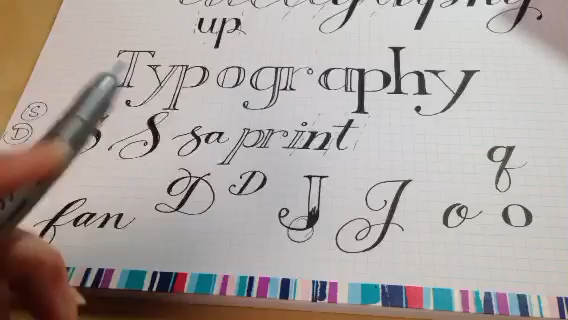 up
Typography
S
S S sa print
D
q
fan D D J J o o